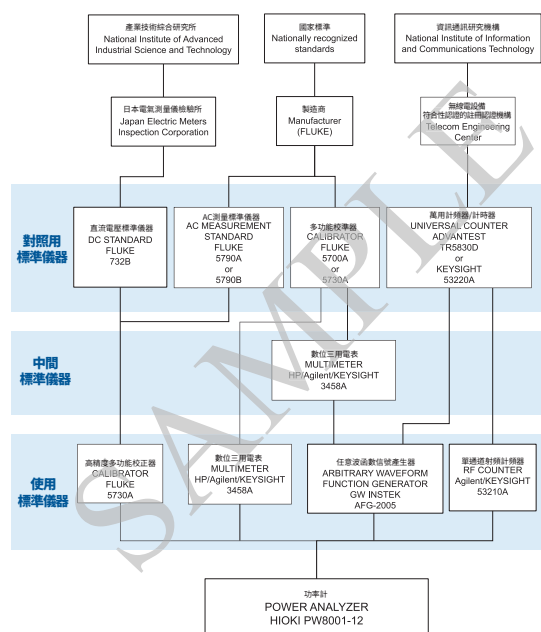 產業技術綜合研究所
National Institute of Advanced
Industrial Science and Technology
國家標準
Nationally recognized
standards
資訊通訊研究機構
National Institute of Information
and Communications Technology
日本電氣測量儀檢驗所
Japan Electric Meters
Inspection Corporation
製造商
Manufacturer
(FLUKE)
無線電設備
符合性認證的註冊認證機構
Telecom Engineering
Center
對照用
標準儀器
直流電壓標準儀器
DC STANDARD
FLUKE
732B
AC測量標準儀器
AC MEASUREMENT
STANDARD
FLUKE
5790A
or
5790B
多功能校準器
CALIBRATOR
FLUKE
5700A
or
5730A
萬用計頻器/計時器
UNIVERSAL COUNTER
ADVANTEST
TR5830D
or
KEYSIGHT
53220A
中間
標準儀器
數位三用電表
MULTIMETER
HP/Agilent/KEYSIGHT
3458A
使用
標準儀器
高精度多功能校正器
CALIBRATOR
FLUKE
5730A
數位三用電表
MULTIMETER
HP/Agilent/KEYSIGHT
3458A
任意波函數信號產生器
ARBITRARY WAVEFORM
FUNCTION GENERATOR
GW INSTEK
AFG-2005
單通道射頻計頻器
RF COUNTER
Agilent/KEYSIGHT
53210A
功率計
POWER ANALYZER
HIOKI PW8001-12
SAMPLE